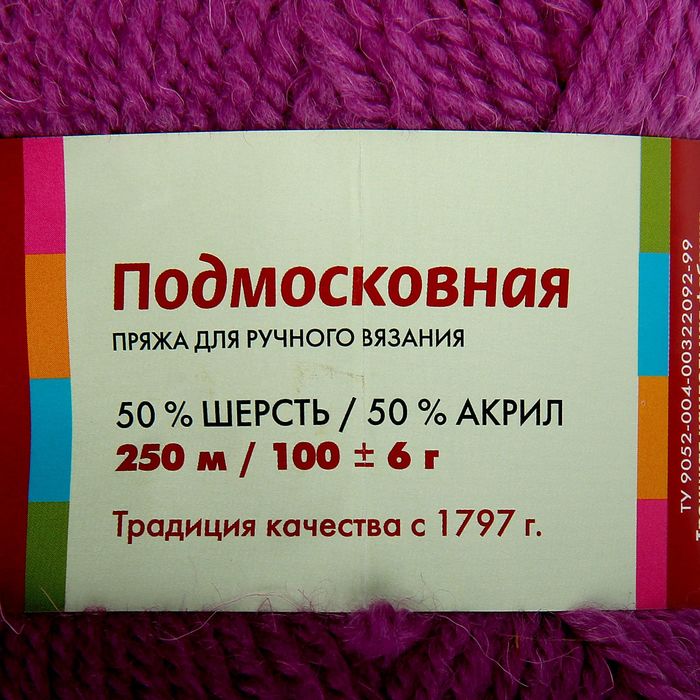 Подмосковная
ПРЯЖА ДЛЯ РУЧНОГО ВЯЗАНИЯ
50 % ШЕРСТЬ / 50 % АКРИЛ
250 м / 100 ± 6 г
Традиция качества с 1797 г.
ТУ 9052-004-00322092-99